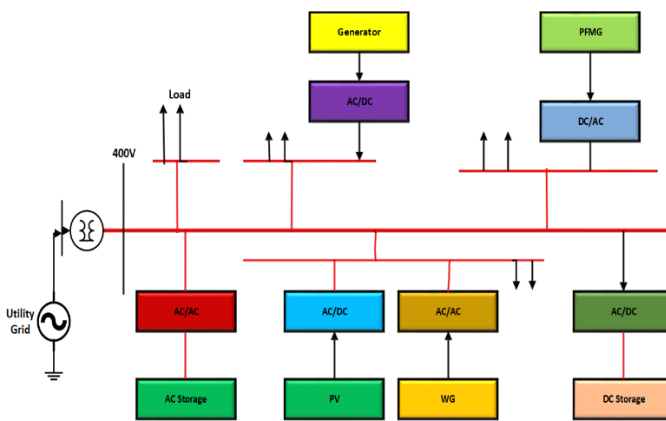 Generator
PFMG
AC/DC
Load
DC/AC
400V
Utility
Grid
AC/AC
AC/DC
AC/AC
AC/DC
AC Storage
PV
WG
DC Storage